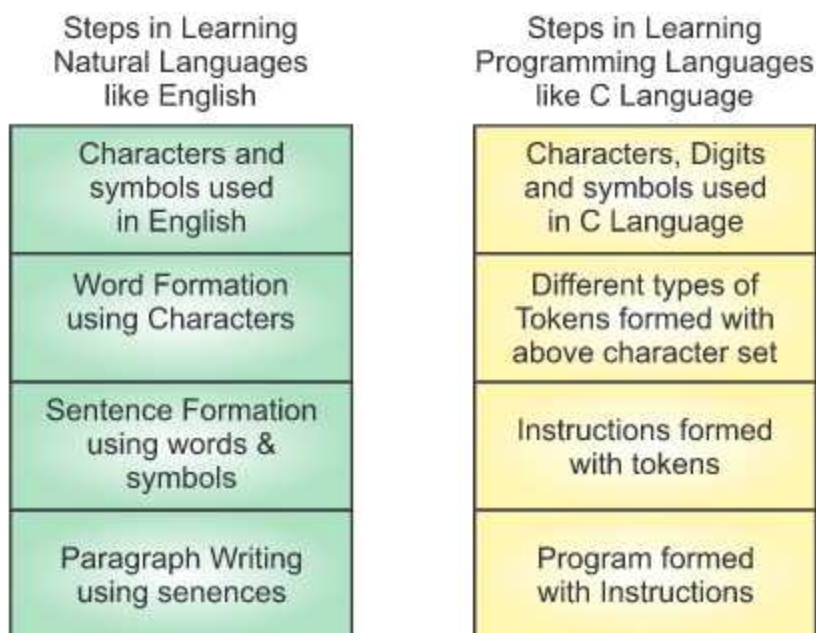 Steps in Learning
Natural Languages
like English
Characters and
symbols used
in English
Word Formation
using Characters
Sentence Formation
using words &
symbols
Paragraph Writing
using senences
Steps in Learning
Programming Languages
like C Language
Characters, Digits
and symbols used
in C Language
Different types of
Tokens formed with
above character set
Instructions formed
with tokens
Program formed
with Instructions